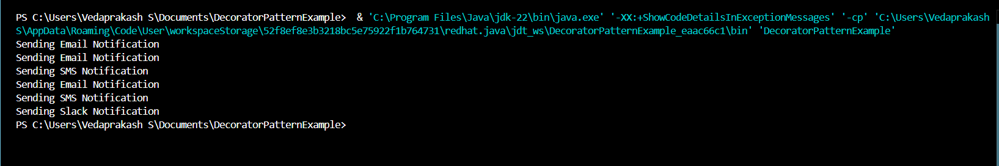 PS C:\Users\Vedaprakash S\Documents\DecoratorPatternExample>  & 'C:\Program Files\Java\jdk-22\bin\java.exe' '-XX:+ShowCodeDetailsInExceptionMessages' '-cp' 'C:\Users\Vedaprakash
S\AppData\Roaming\Code\User\workspaceStorage\52f8ef8e3b3218bc5e75922f1b764731\redhat.java\jdt_ws\DecoratorPatternExample_eaac66c1\bin' 'DecoratorPatternExample'
Sending Email Notification
Sending Email Notification
Sending SMS Notification
Sending Email Notification
Sending SMS Notification
Sending Slack Notification
PS C:\Users\Vedaprakash S\Documents\DecoratorPatternExample>